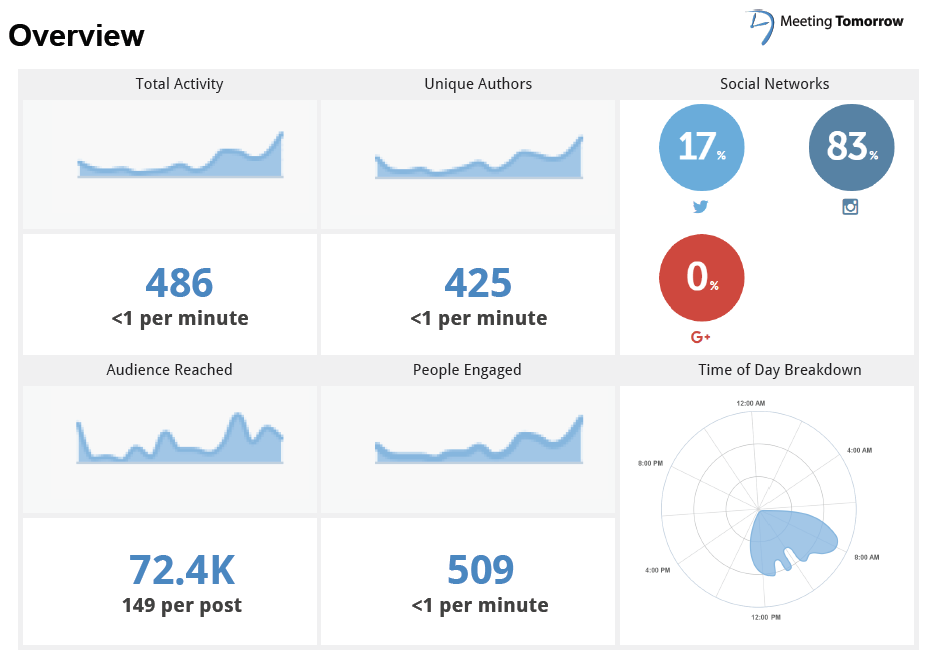 Overview
Meeting Tomorrow
Total Activity
Unique Authors
Social Networks
17%
83%
486
<1 per minute
425
<1 per minute
0%
G+
Audience Reached
People Engaged
Time of Day Breakdown
12:00 AM
4:00 AM
8:00 PM
8:00 AM
4:00 PM
12:00 PM
72.4K
149 per post
509
<1 per minute